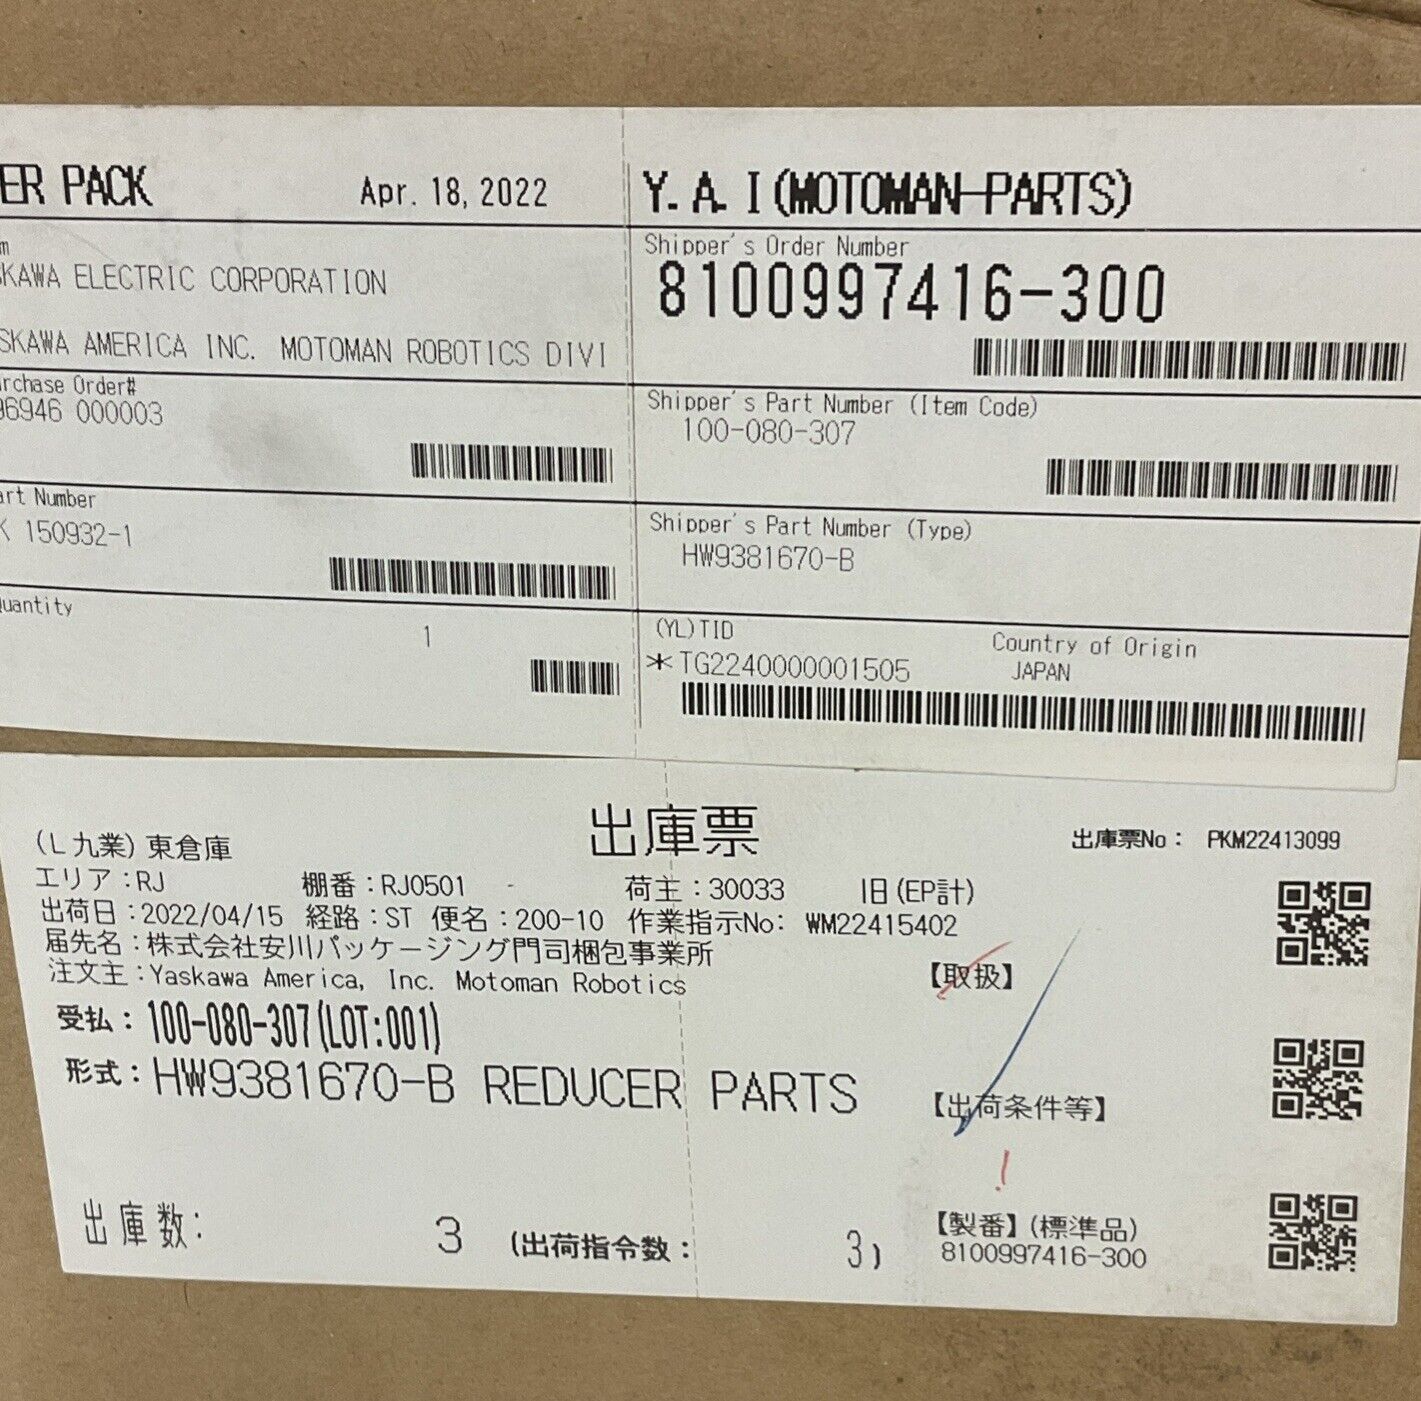 ER PACK Apr. 18, 2022 Y. A. I (MOTOMAN-PARTS)
KAWA ELECTRIC CORPORATION
SKAWA AMERICA INC. MOTOMAN ROBOTICS DIVI
Shipper's Order Number
8100997416-300
rchase Order#
96946 000003
Shipper's Part Number (Item Code)
100-080-307
art Number
K 150932-1
Shipper's Part Number (Type)
HW9381670-B
uantity
1
(YL)TID
*TG2240000001505
Country of Origin
JAPAN
出庫票
出庫票No: PKM22413099
(L九業) 東倉庫
エリア:RJ 棚番:RJ0501 - 荷主:30033 旧(EP計)
出荷日:2022/04/15 経路:ST 便名:200-10 作業指示No: WM22415402
届先名:株式会社安川パッケージング門司梱包事業所
注文主:Yaskawa America, Inc. Motoman Robotics
【取扱】
受払: 100-080-307(LOT:001)
形式: HW9381670-B REDUCER PARTS
【出荷条件等】
!
出庫数: 3 (出荷指令数: 3)
【製番】(標準品)
8100997416-300